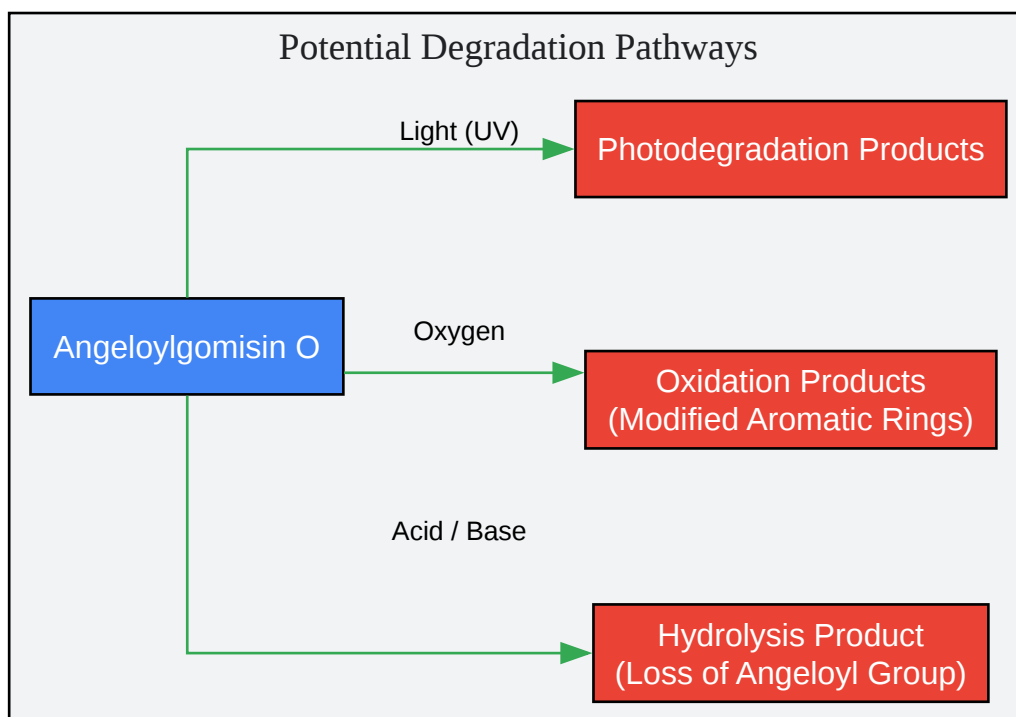 Potential Degradation Pathways
Light (UV)
Photodegradation Products
Angeloylgomisin O
Oxygen
Oxidation Products
(Modified Aromatic Rings)
Acid / Base
Hydrolysis Product
(Loss of Angeloyl Group)